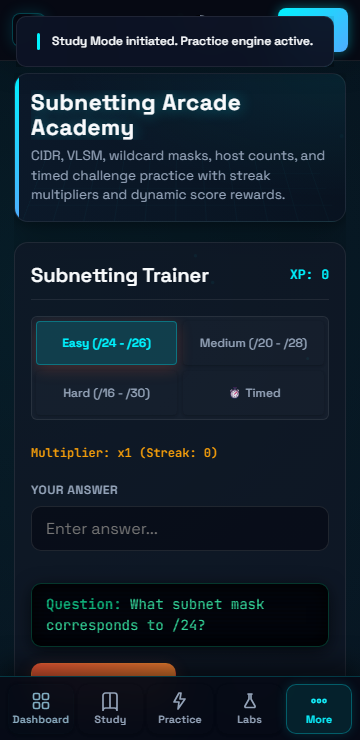 Study Mode initiated. Practice engine active.
Subnetting Arcade
Academy
CIDR, VLSM, wildcard masks, host counts, and
timed challenge practice with streak
multipliers and dynamic score rewards.
Subnetting Trainer
XP: 0
Easy (/24 - /26)
Medium (/20 - /28)
Hard (/16 - /30)
Timed
Multiplier: x1 (Streak: 0)
YOUR ANSWER
Enter answer...
Question: What subnet mask
corresponds to /24?
Dashboard
Study
Practice
Labs
More